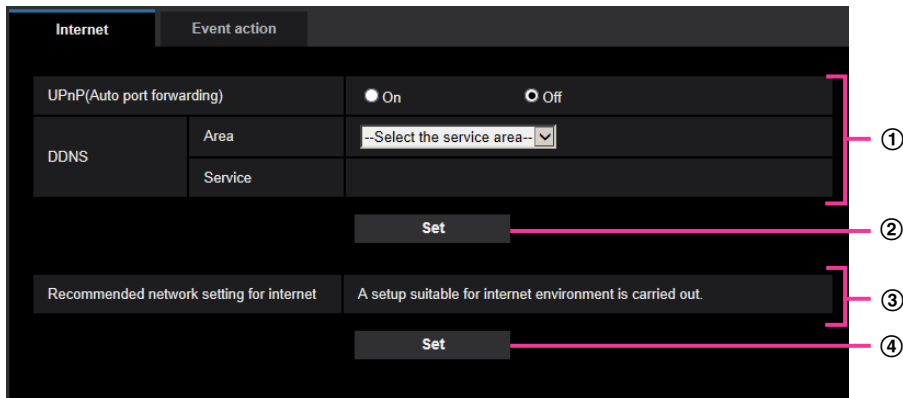 Internet Event action
UPnP(Auto port forwarding) On Off
DDNS Area --Select the service area--
Service
①
Set ②
Recommended network setting for internet A setup suitable for internet environment is carried out. ③
Set ④